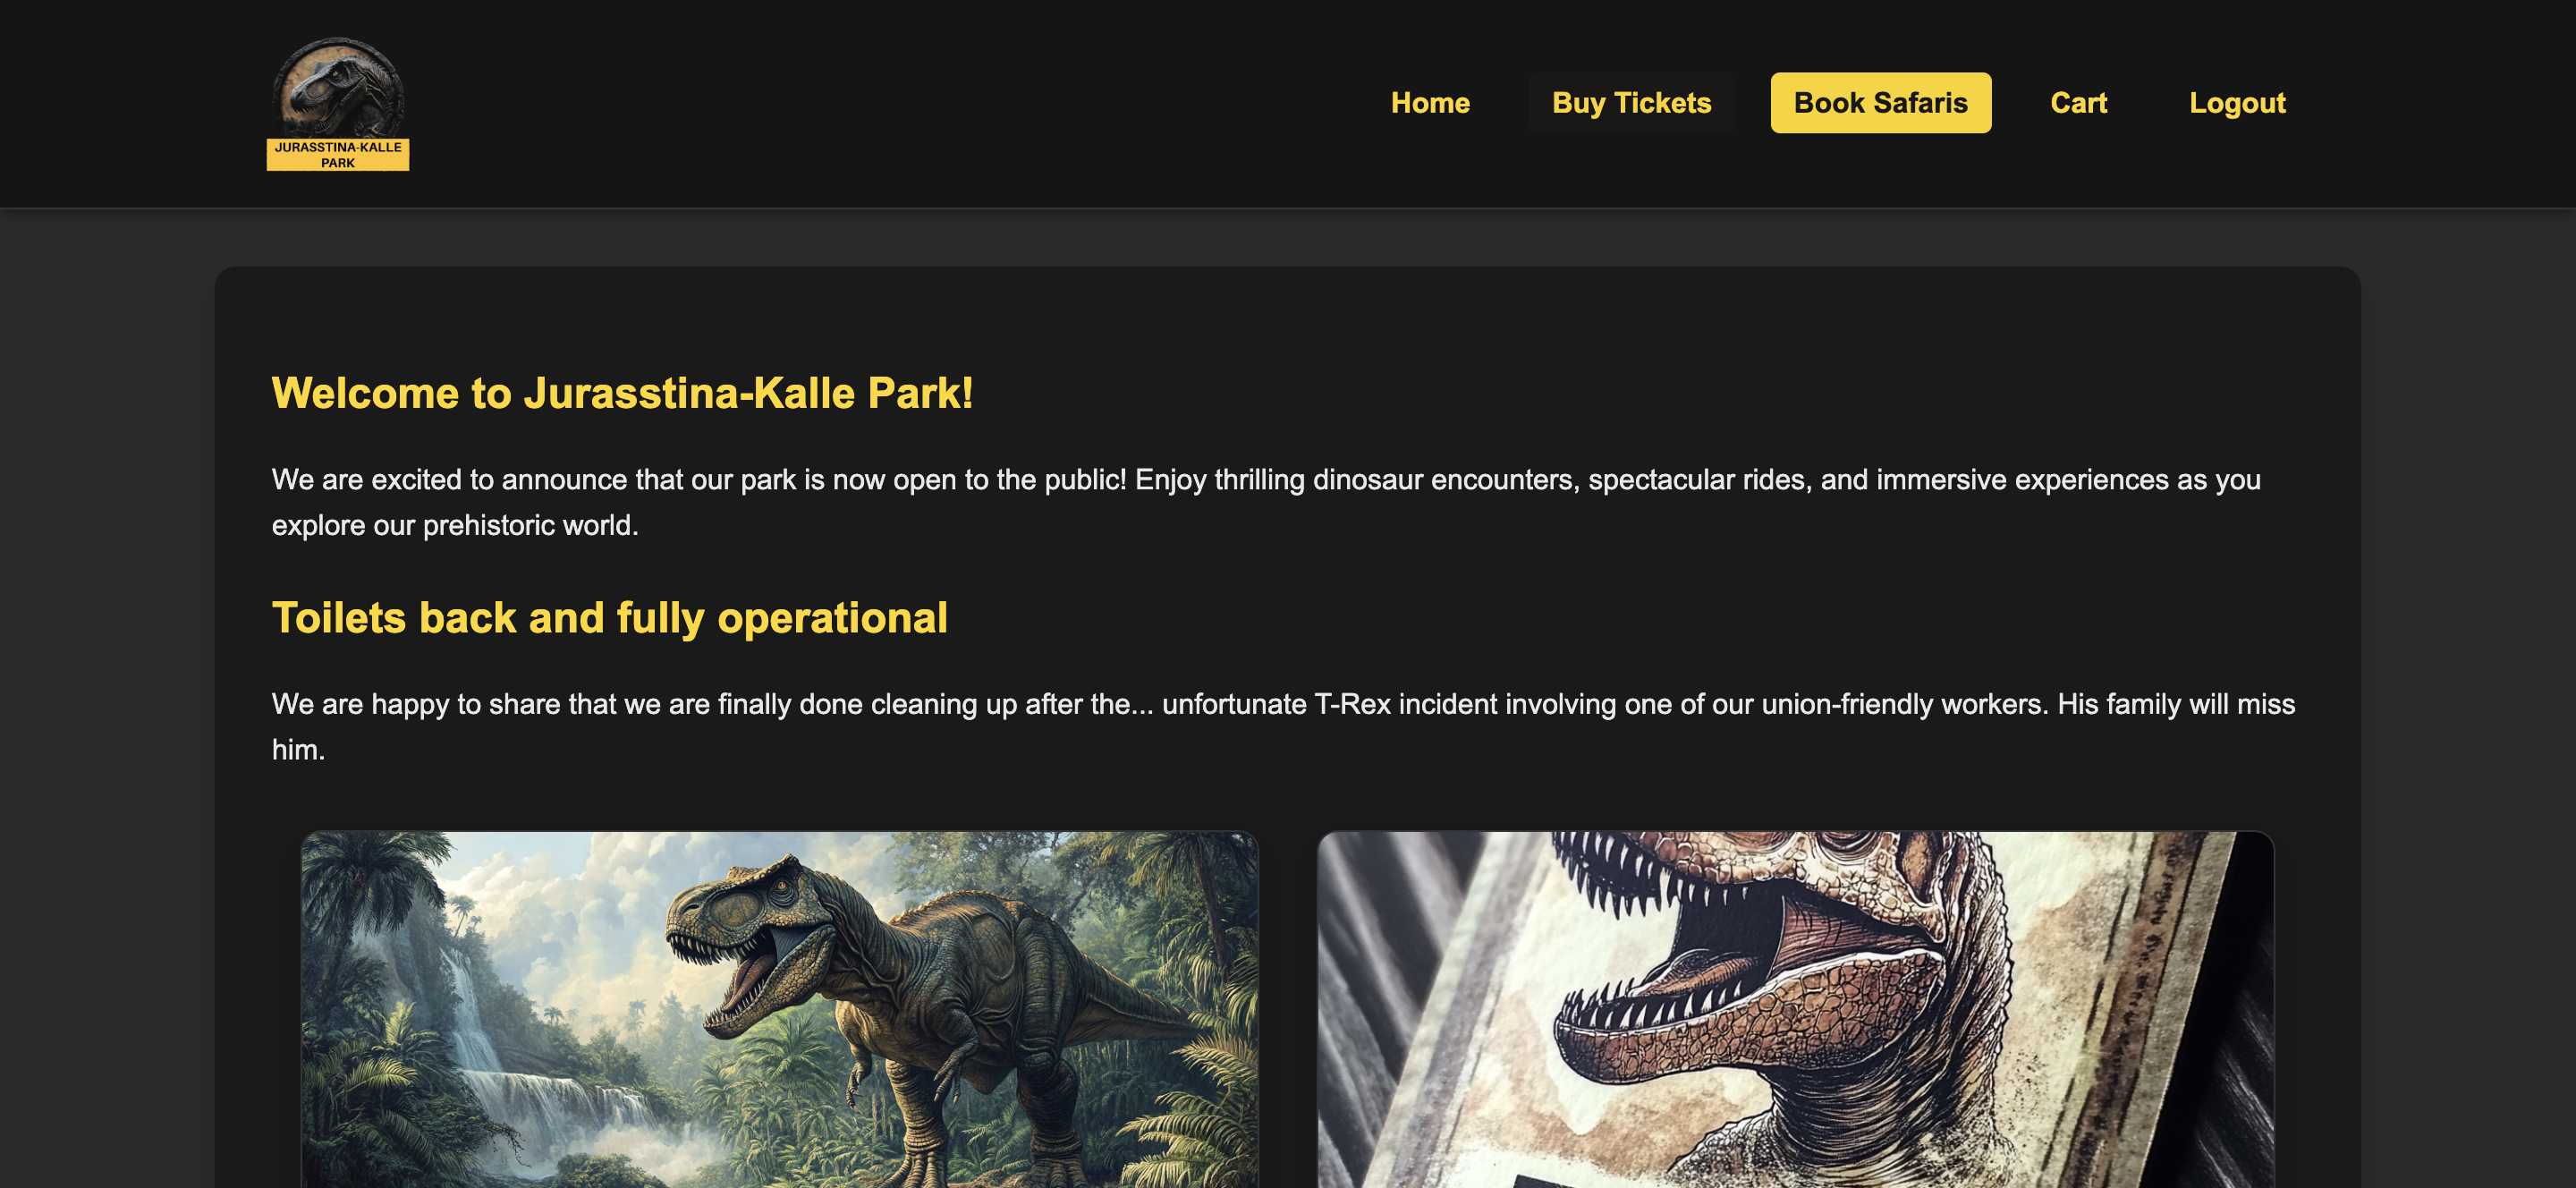 JURASSTINA-KALLE
PARK
Home
Buy Tickets
Book Safaris
Cart
Logout
Welcome to Jurasstina-Kalle Park!
We are excited to announce that our park is now open to the public! Enjoy thrilling dinosaur encounters, spectacular rides, and immersive experiences as you
explore our prehistoric world.
Toilets back and fully operational
We are happy to share that we are finally done cleaning up after the... unfortunate T-Rex incident involving one of our union-friendly workers. His family will miss
him.